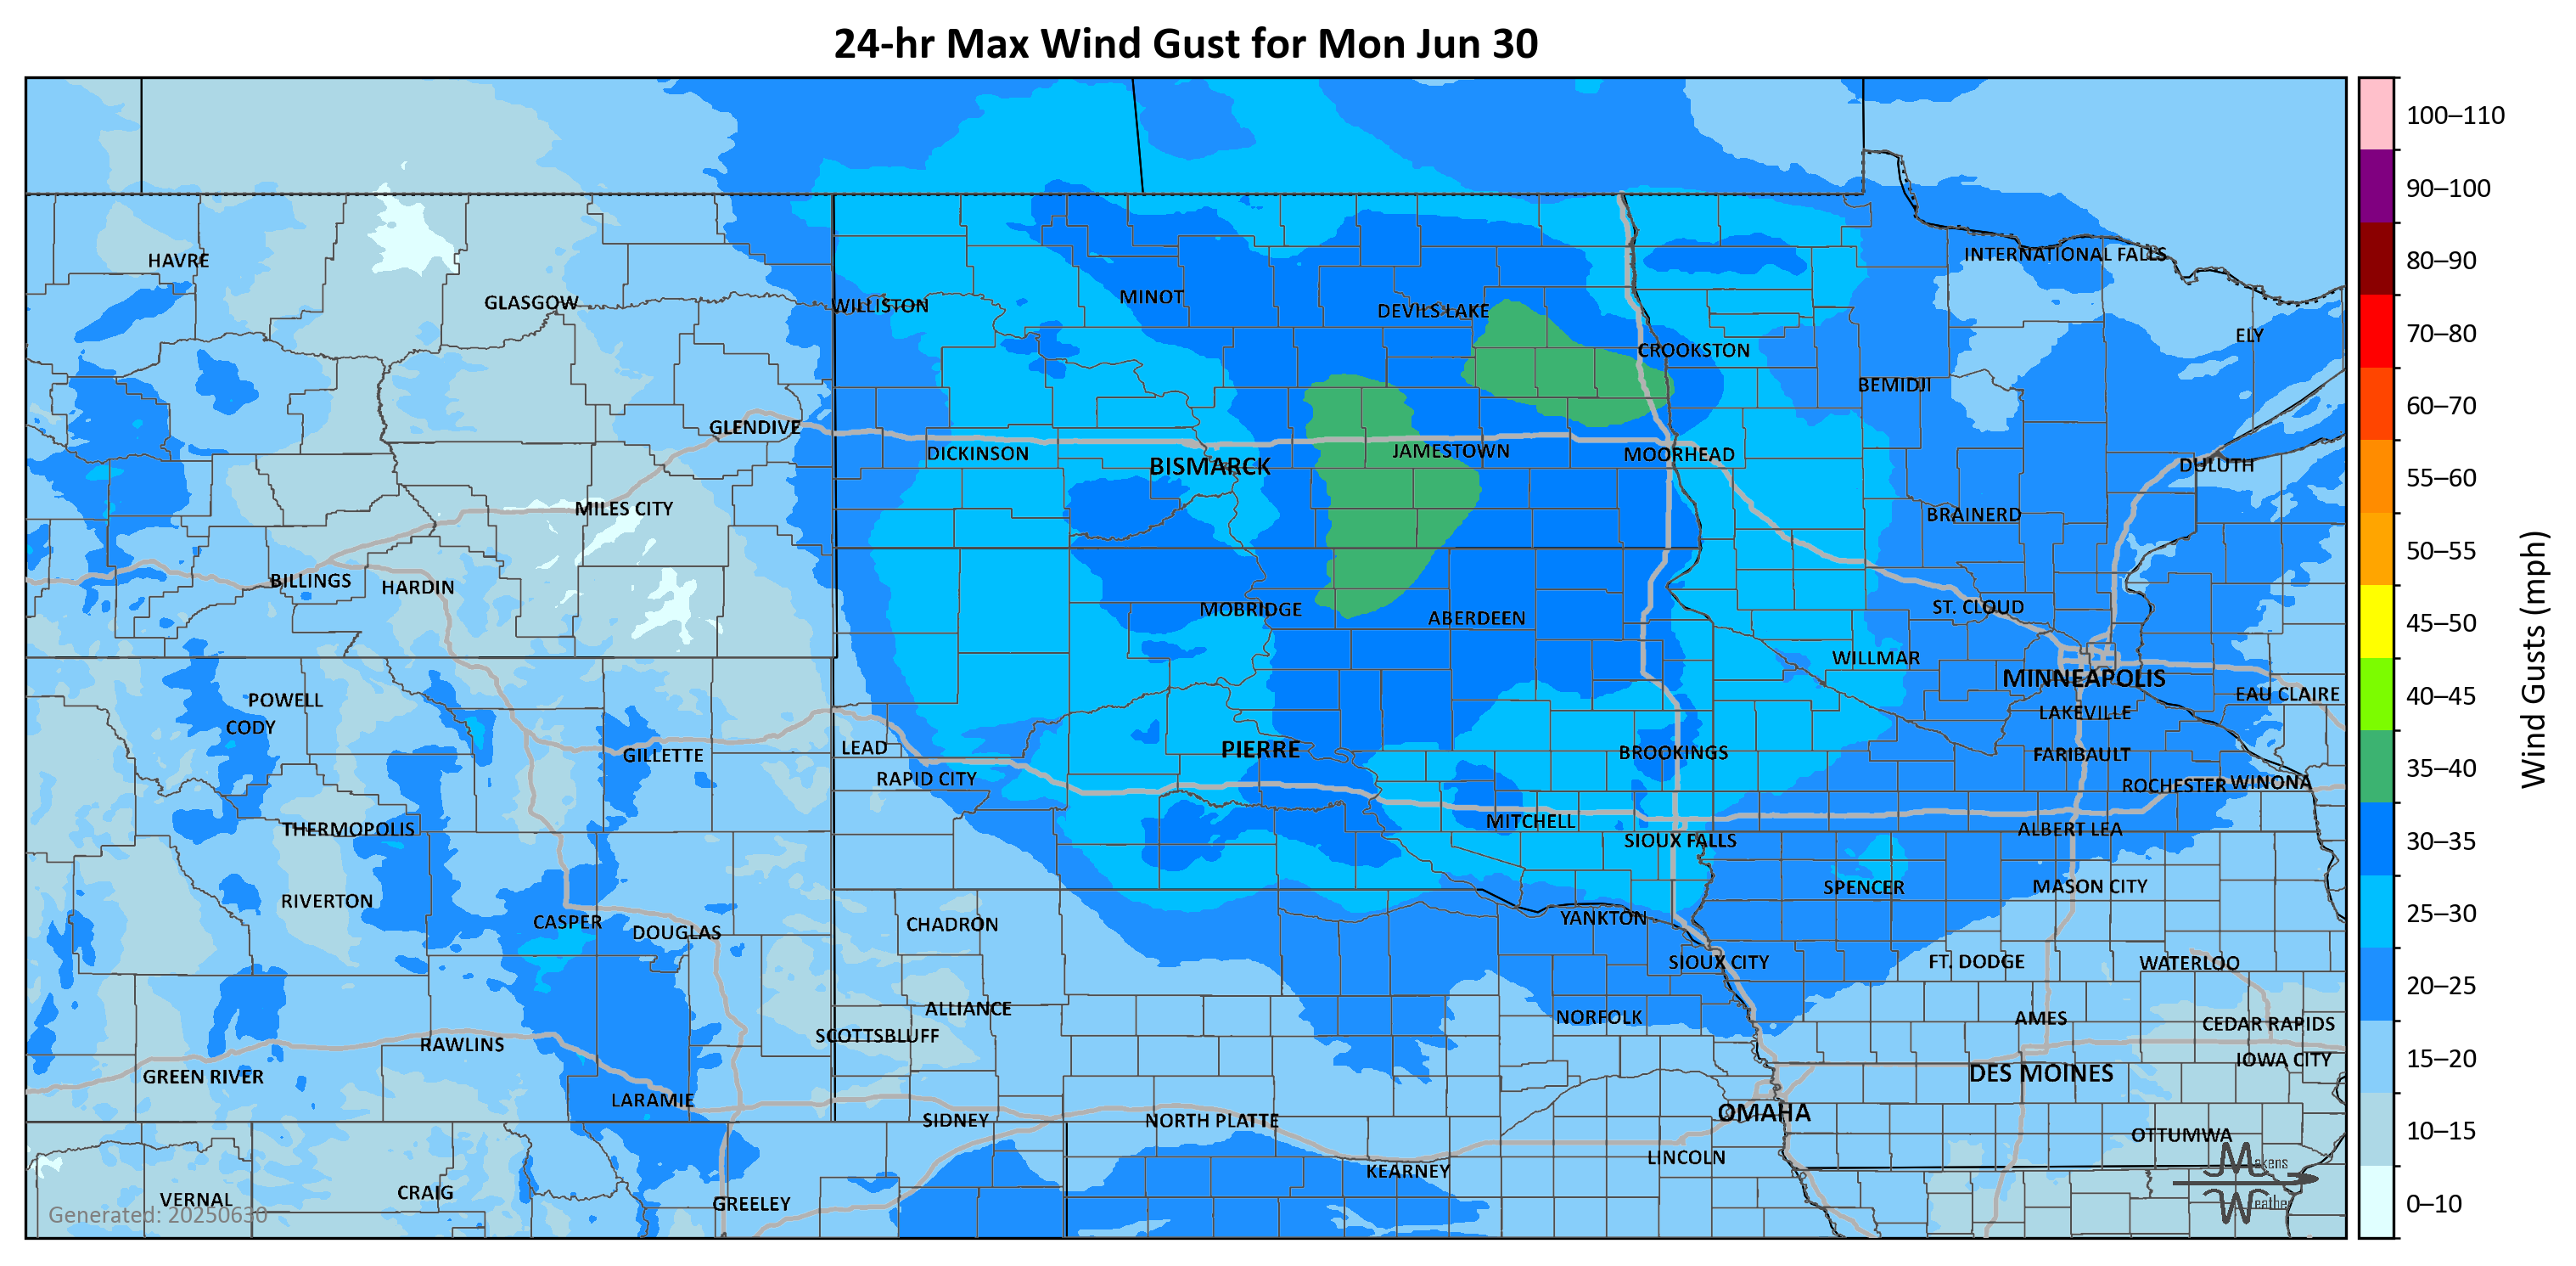 24-hr Max Wind Gust for Mon Jun 30
100–110
90–100
80–90
70–80
60–70
55–60
50–55
45–50
40–45
35–40
30–35
25–30
20–25
15–20
10–15
0–10
Wind Gusts (mph)
INTERNATIONAL FALLS
HAVRE
MINOT
GLASGOW
WILLISTON
DEVILS LAKE
ELY
CROOKSTON
BEMIDJI
GLENDIVE
DICKINSON
JAMESTOWN
MOORHEAD
BISMARCK
DULUTH
MILES CITY
BRAINERD
BILLINGS
HARDIN
MOBRIDGE
ST. CLOUD
ABERDEEN
WILLMAR
MINNEAPOLIS
EAU CLAIRE
POWELL
LAKEVILLE
CODY
LEAD
PIERRE
BROOKINGS
GILLETTE
FARIBAULT
RAPID CITY
ROCHESTER
WINONA
MITCHELL
THERMOPOLIS
ALBERT LEA
SIOUX FALLS
SPENCER
MASON CITY
RIVERTON
CASPER
CHADRON
YANKTON
DOUGLAS
SIOUX CITY
FT. DODGE
WATERLOO
ALLIANCE
NORFOLK
AMES
CEDAR RAPIDS
SCOTTSBLUFF
RAWLINS
IOWA CITY
GREEN RIVER
DES MOINES
LARAMIE
OMAHA
SIDNEY
NORTH PLATTE
OTTUMWA
LINCOLN
KEARNEY
VERNAL
CRAIG
GREELEY
Makens
Weather
Generated: 20250630